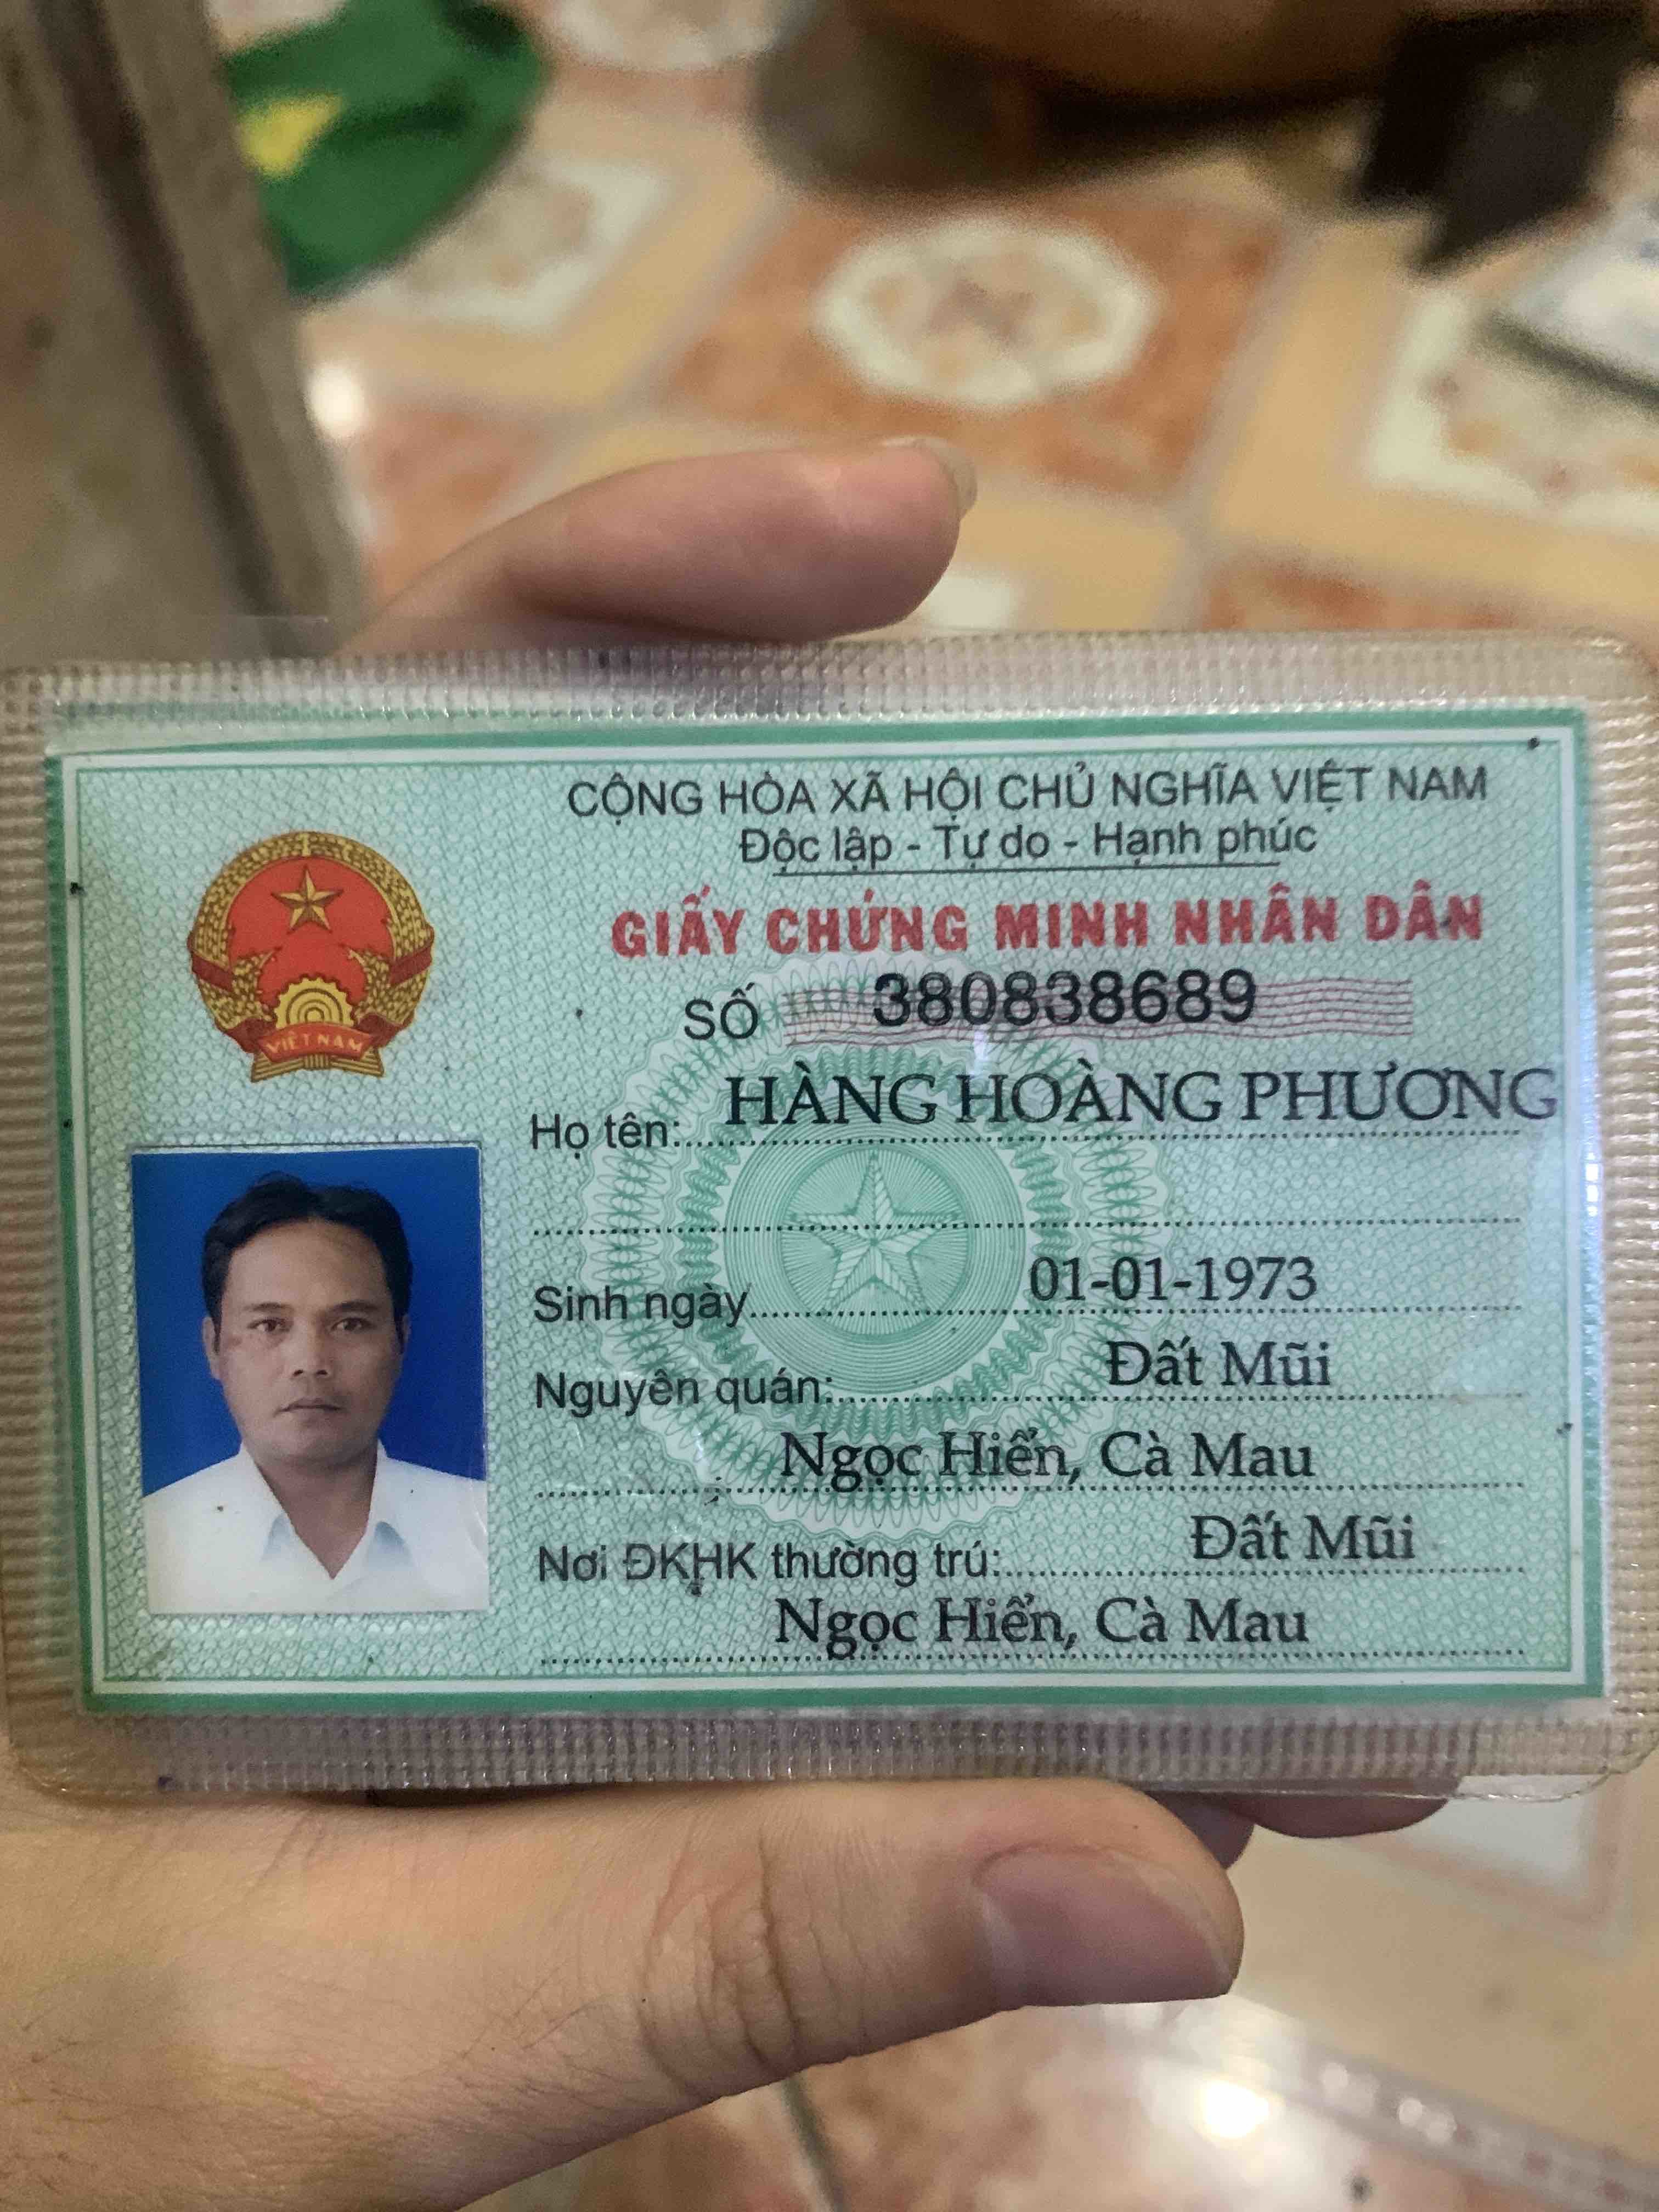 CỘNG HÒA XÃ HỘI CHỦ NGHĨA VIỆT NAM
Độc lập - Tự do - Hạnh phúc
GIẤY CHỨNG MINH NHÂN DÂN
SỐ 380838689
VIỆT NAM
Họ tên: HÀNG HOÀNG PHƯƠNG
Sinh ngày 01-01-1973
Nguyên quán: Đất Mũi
Ngọc Hiển, Cà Mau
Nơi ĐKHK thường trú: Đất Mũi
Ngọc Hiển, Cà Mau